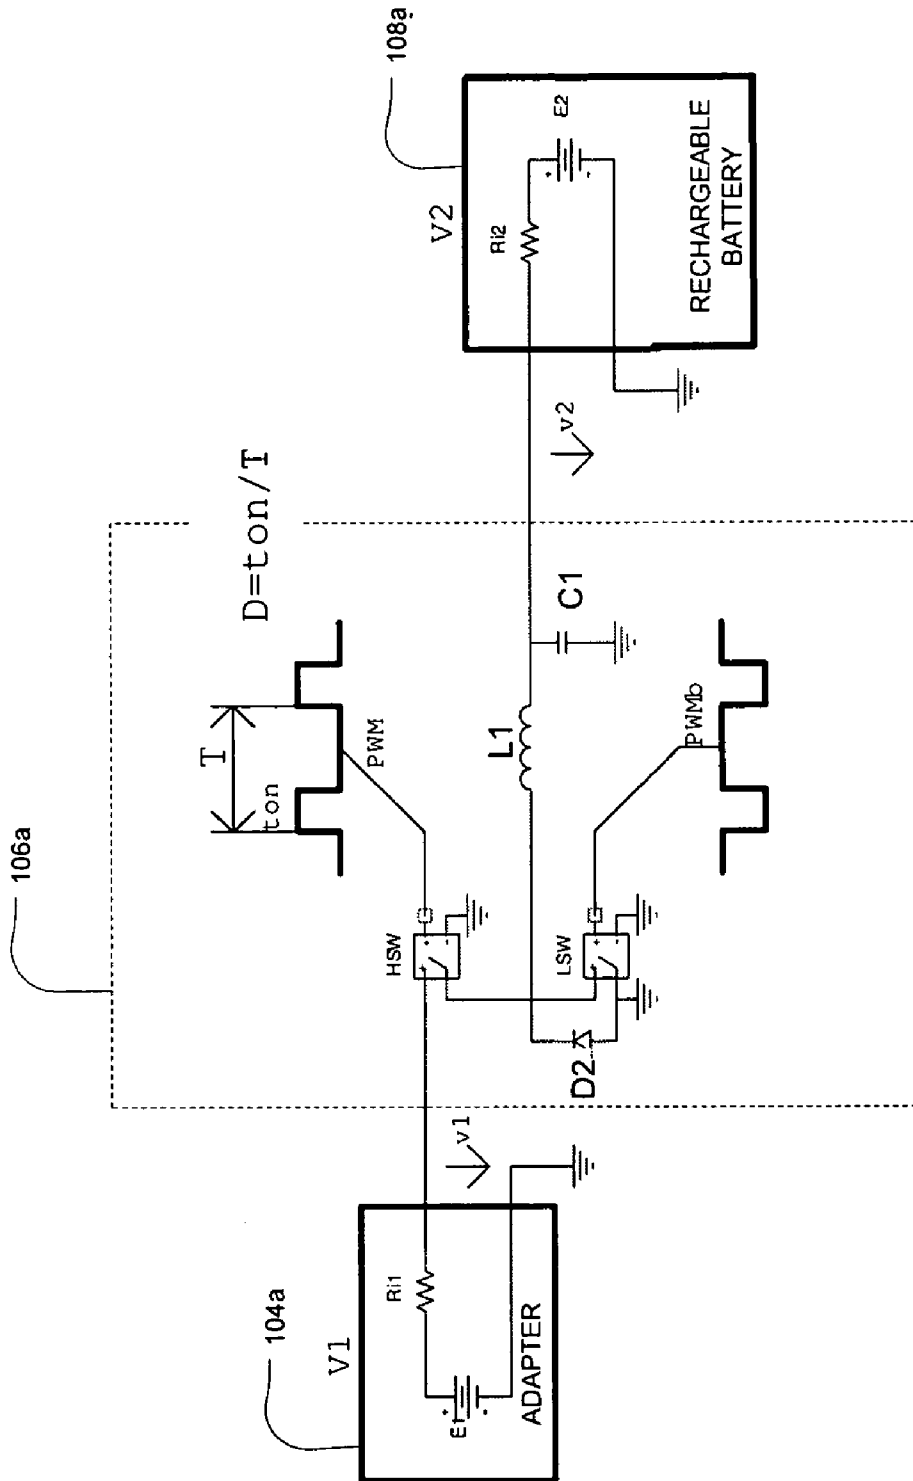 106a
D=ton/T
T
ton
PWM
104a
V1
Ri1
E1
+
-
ADAPTER
v1
HSW
+
-
+
L1
C1
D2
LSW
+
-
+
PWMb
v2
108a
V2
Ri2
E2
+
-
RECHARGEABLE
BATTERY